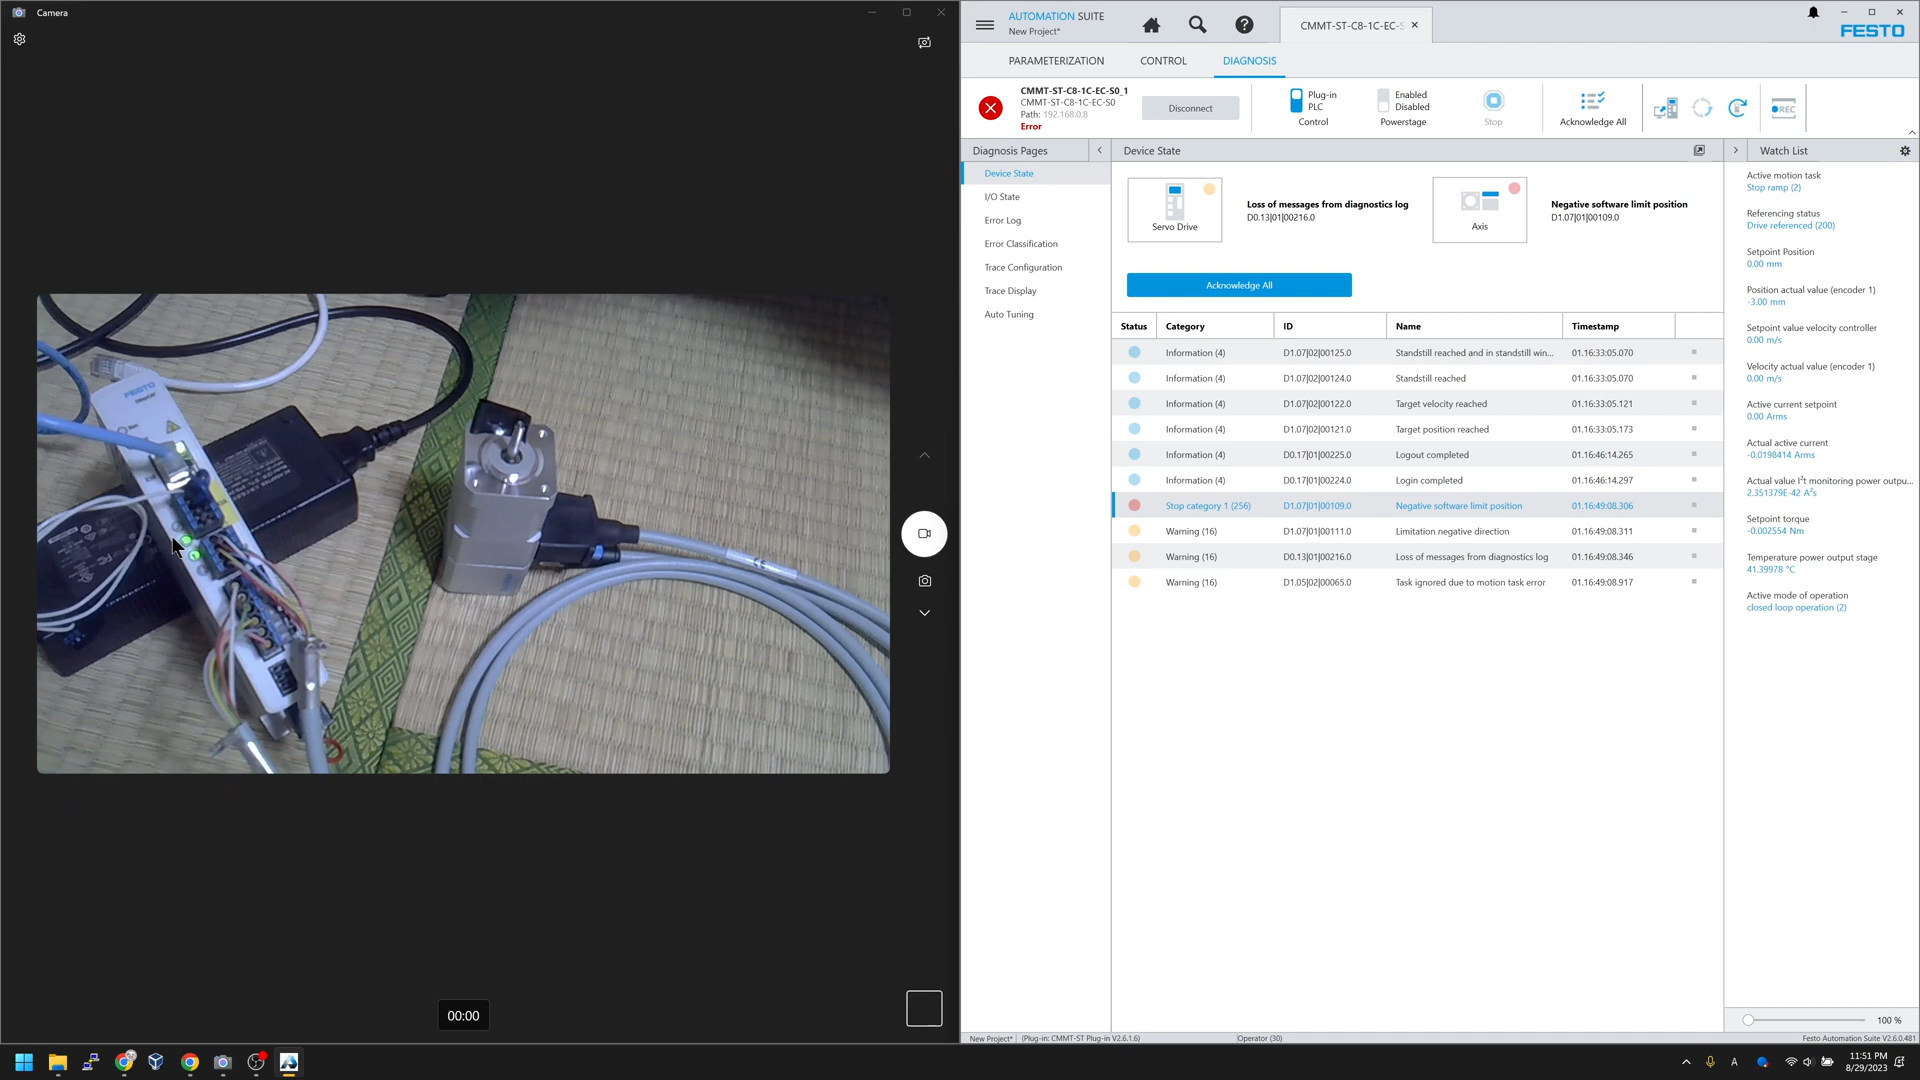 Camera
00:00
AUTOMATION SUITE
New Project*
CMMT-ST-C8-1C-EC-S
FESTO
PARAMETERIZATION
CONTROL
DIAGNOSIS
CMMT-ST-C8-1C-EC-S0_1
CMMT-ST-C8-1C-EC-S0
Path: 192.168.0.8
Error
Disconnect
Plug-in
PLC
Control
Enabled
Disabled
Powerstage
Stop
Acknowledge All
REC
Diagnosis Pages
Device State
I/O State
Error Log
Error Classification
Trace Configuration
Trace Display
Auto Tuning
Device State
Servo Drive
Loss of messages from diagnostics log
D0.13|01|00216.0
Axis
Negative software limit position
D1.07|01|00109.0
Acknowledge All
Status Category ID Name Timestamp
Information (4) D1.07|02|00125.0 Standstill reached and in standstill win... 01.16:33:05.070
Information (4) D1.07|02|00124.0 Standstill reached 01.16:33:05.070
Information (4) D1.07|02|00122.0 Target velocity reached 01.16:33:05.121
Information (4) D1.07|02|00121.0 Target position reached 01.16:33:05.173
Information (4) D0.17|01|00225.0 Logout completed 01.16:46:14.265
Information (4) D0.17|01|00224.0 Login completed 01.16:46:14.297
Stop category 1 (256) D1.07|01|00109.0 Negative software limit position 01.16:49:08.306
Warning (16) D1.07|01|00111.0 Limitation negative direction 01.16:49:08.311
Warning (16) D0.13|01|00216.0 Loss of messages from diagnostics log 01.16:49:08.346
Warning (16) D1.05|02|00065.0 Task ignored due to motion task error 01.16:49:08.917
Watch List
Active motion task
Stop ramp (2)
Referencing status
Drive referenced (200)
Setpoint Position
0.00 mm
Position actual value (encoder 1)
-3.00 mm
Setpoint value velocity controller
0.00 m/s
Velocity actual value (encoder 1)
0.00 m/s
Active current setpoint
0.00 Arms
Actual active current
-0.0198414 Arms
Actual value I²t monitoring power outpu...
2.351379E-42 A²s
Setpoint torque
-0.002554 Nm
Temperature power output stage
41.39978 °C
Active mode of operation
closed loop operation (2)
100 %
New Project* (Plug-in: CMMT-ST Plug-in V2.6.1.6) Operator (30) Festo Automation Suite V2.6.0.481
A
11:51 PM
8/29/2023
FESTO